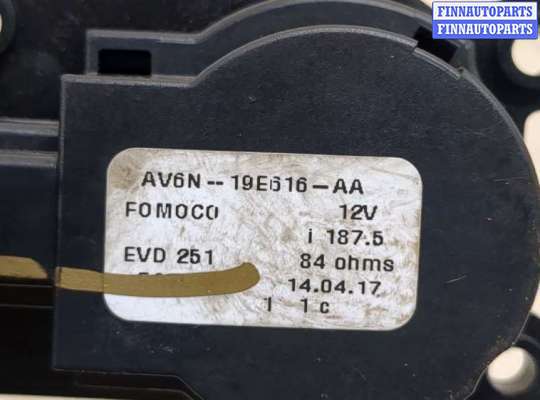 FINNAUTOPARTS
FINNAUTOPARTS
AV6N--19E616-AA
FOMOCO 12V
i 187.5
EVD 251 84 ohms
14.04.17
1 1 c